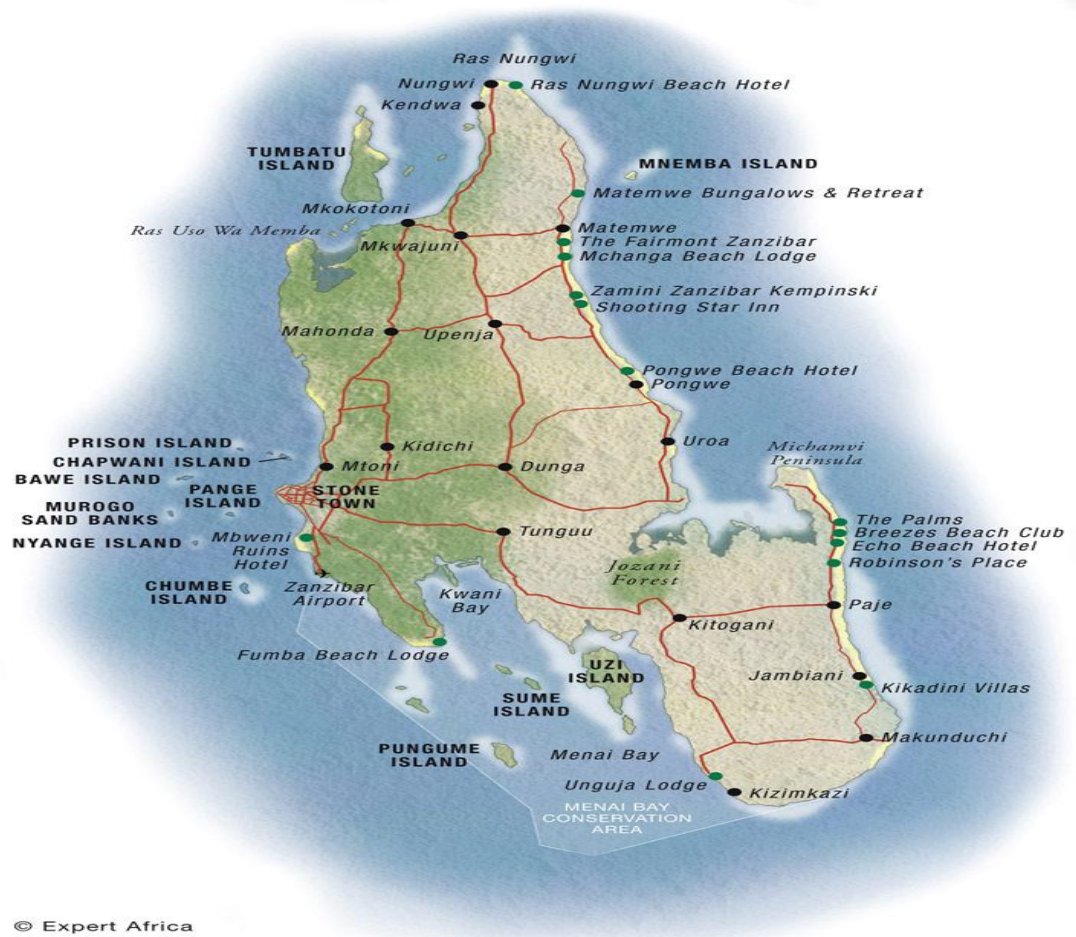 Ras Nungwi
Nungwi
Ras Nungwi Beach Hotel
Kendwa
TUMBATU
ISLAND
MNEMBA ISLAND
Matemwe Bungalows & Retreat
Mkokotoni
Ras Uso Wa Memba
Matemwe
Mkwajuni
The Fairmont Zanzibar
Mchanga Beach Lodge
Zamini Zanzibar Kempinski
Shooting Star Inn
Mahonda
Upenja
Pongwe Beach Hotel
Pongwe
PRISON ISLAND
Kidichi
Uroa
Michamvi
Peninsula
CHAPWANI ISLAND
Mtoni
Dunga
BAWE ISLAND
PANGE
ISLAND
STONE
TOWN
MUROGO
SAND BANKS
The Palms
Breezes Beach Club
NYANGE ISLAND
Mbweni
Ruins
Hotel
Tunguu
Echo Beach Hotel
Jozani
Forest
Robinson's Place
CHUMBE
ISLAND
Zanzibar
Airport
Kwani
Bay
Paje
Kitogani
Fumba Beach Lodge
UZI
ISLAND
Jambiani
Kikadini Villas
SUME
ISLAND
Makunduchi
PUNGUME
ISLAND
Menai Bay
Unguja Lodge
Kizimkazi
MENAI BAY
CONSERVATION
AREA
© Expert Africa